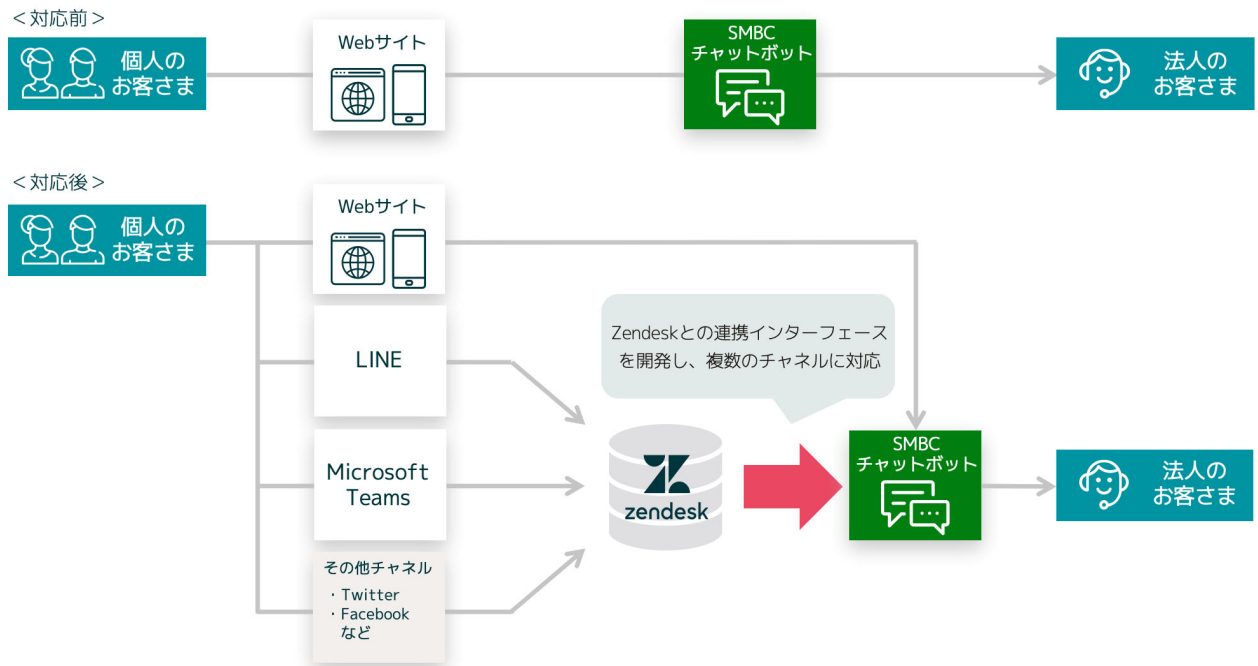 ＜対応前＞
個人の
お客さま
Webサイト
SMBC
チャットボット
法人の
お客さま
＜対応後＞
個人の
お客さま
Webサイト
LINE
Microsoft
Teams
その他チャネル
・Twitter
・Facebook
など
Zendeskとの連携インターフェース
を開発し、複数のチャネルに対応
zendesk
SMBC
チャットボット
法人の
お客さま